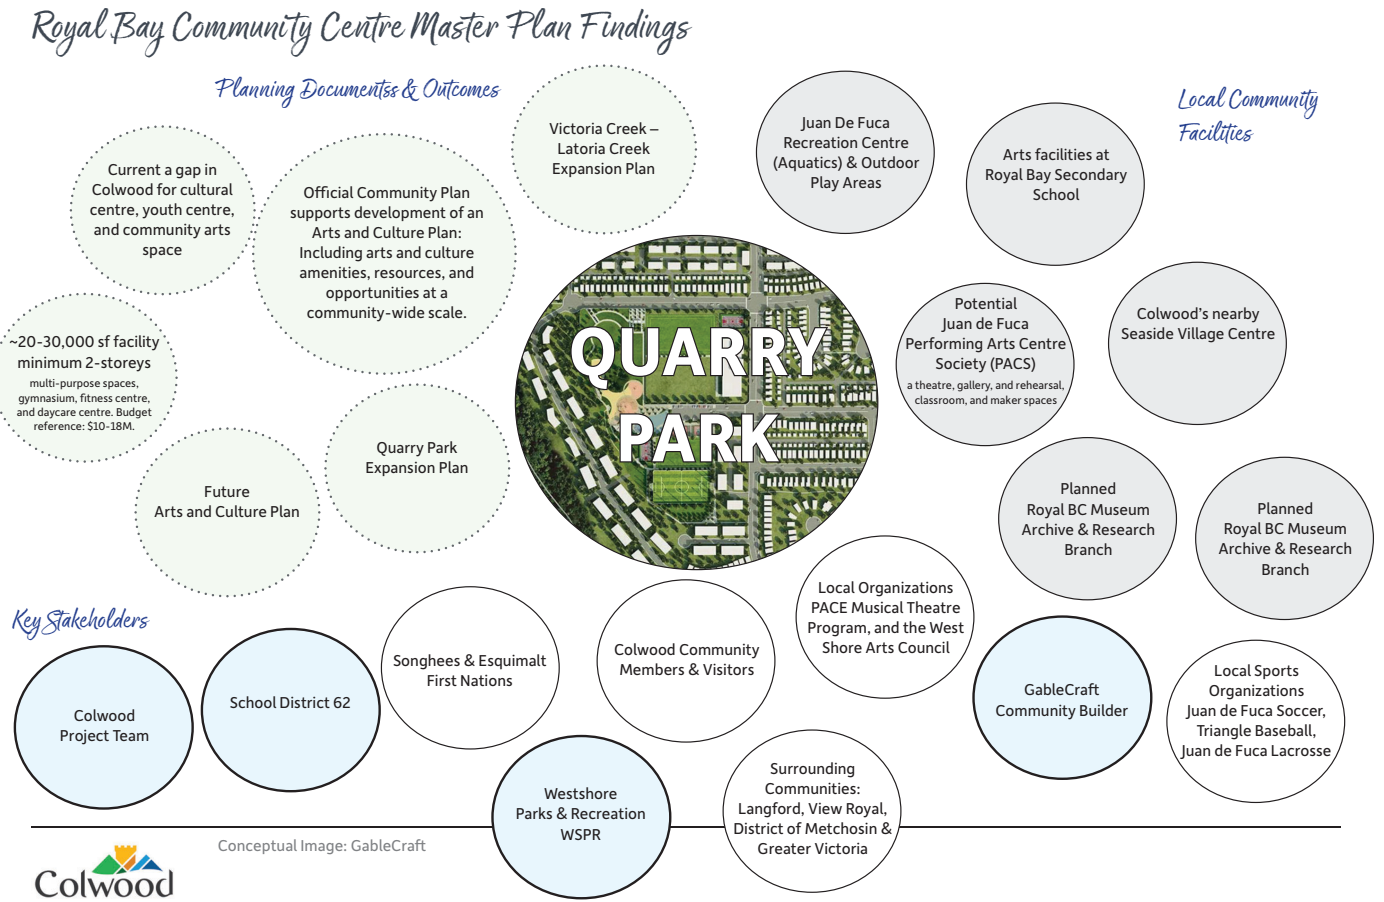 Royal Bay Community Centre Master Plan Findings
Planning Documentss & Outcomes
Local Community
Facilities
Current a gap in
Colwood for cultural
centre, youth centre,
and community arts
space
Official Community Plan
supports development of an
Arts and Culture Plan:
Including arts and culture
amenities, resources, and
opportunities at a
community-wide scale.
Victoria Creek –
Latoria Creek
Expansion Plan
Juan De Fuca
Recreation Centre
(Aquatics) & Outdoor
Play Areas
Arts facilities at
Royal Bay Secondary
School
~20-30,000 sf facility
minimum 2-storeys
multi-purpose spaces,
gymnasium, fitness centre,
and daycare centre. Budget
reference: $10-18M.
Future
Arts and Culture Plan
Quarry Park
Expansion Plan
QUARRY
PARK
Potential
Juan de Fuca
Performing Arts Centre
Society (PACS)
a theatre, gallery, and rehearsal,
classroom, and maker spaces
Colwood's nearby
Seaside Village Centre
Planned
Royal BC Museum
Archive & Research
Branch
Planned
Royal BC Museum
Archive & Research
Branch
Key Stakeholders
Colwood
Project Team
School District 62
Songhees & Esquimalt
First Nations
Westshore
Parks & Recreation
WSPR
Colwood Community
Members & Visitors
Local Organizations
PACE Musical Theatre
Program, and the West
Shore Arts Council
Surrounding
Communities:
Langford, View Royal,
District of Metchosin &
Greater Victoria
GableCraft
Community Builder
Local Sports
Organizations
Juan de Fuca Soccer,
Triangle Baseball,
Juan de Fuca Lacrosse
Conceptual Image: GableCraft
Colwood